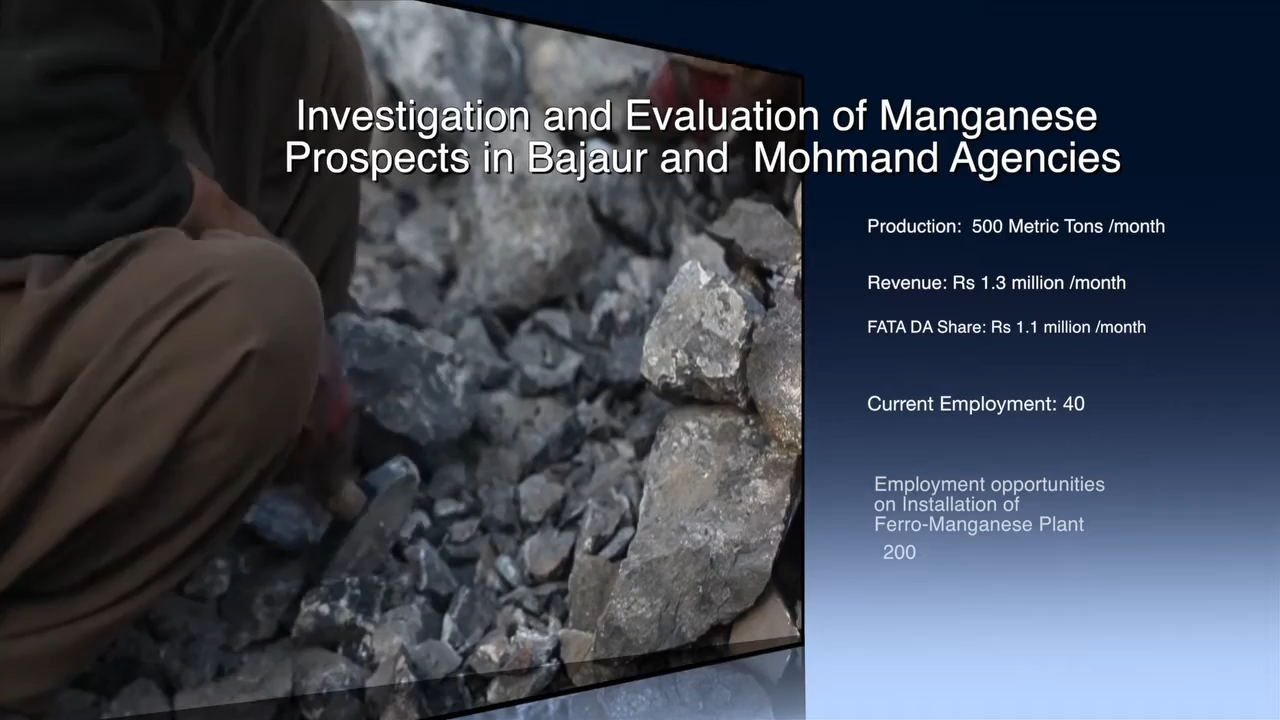 Investigation and Evaluation of Manganese
Prospects in Bajaur and  Mohmand Agencies
Production:  500 Metric Tons /month
Revenue: Rs 1.3 million /month
FATA DA Share: Rs 1.1 million /month
Current Employment: 40
Employment opportunities
on Installation of
Ferro-Manganese Plant
200